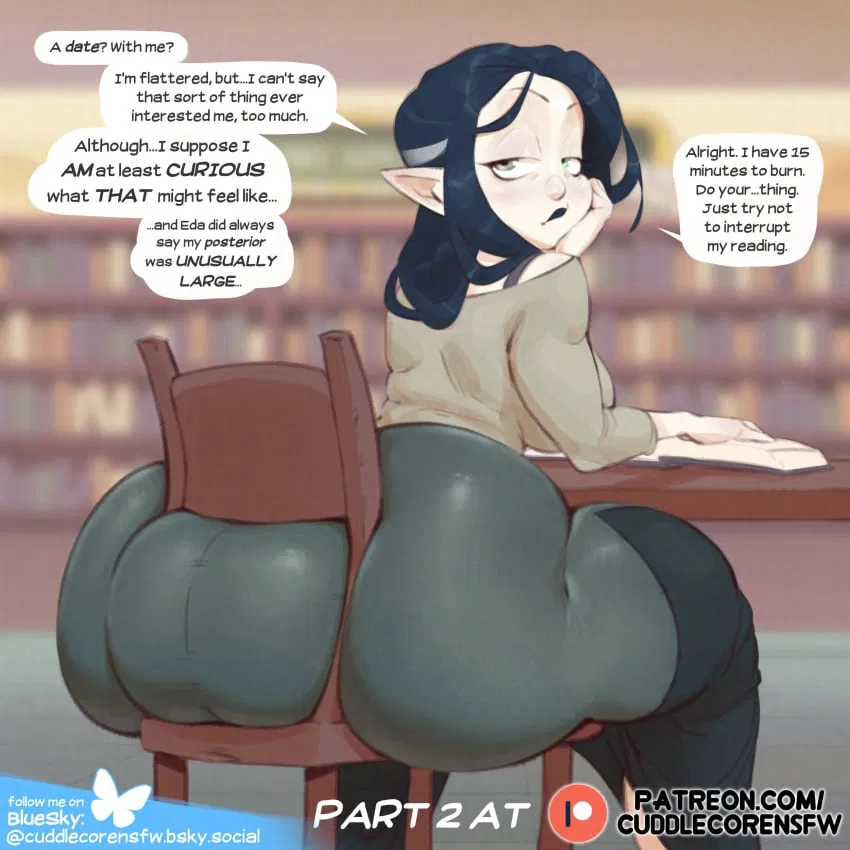 A date? With me?
I'm flattered, but...I can't say
that sort of thing ever
interested me, too much.
Although...I suppose I
AM at least CURIOUS
what THAT might feel like...
...and Eda did always
say my posterior
was UNUSUALLY
LARGE...
Alright. I have 15
minutes to burn.
Do your...thing.
Just try not
to interrupt
my reading.
follow me on
BlueSky:
@cuddlecorensfw.bsky.social
PART 2 AT
PATREON.COM/
CUDDLECORENSFW